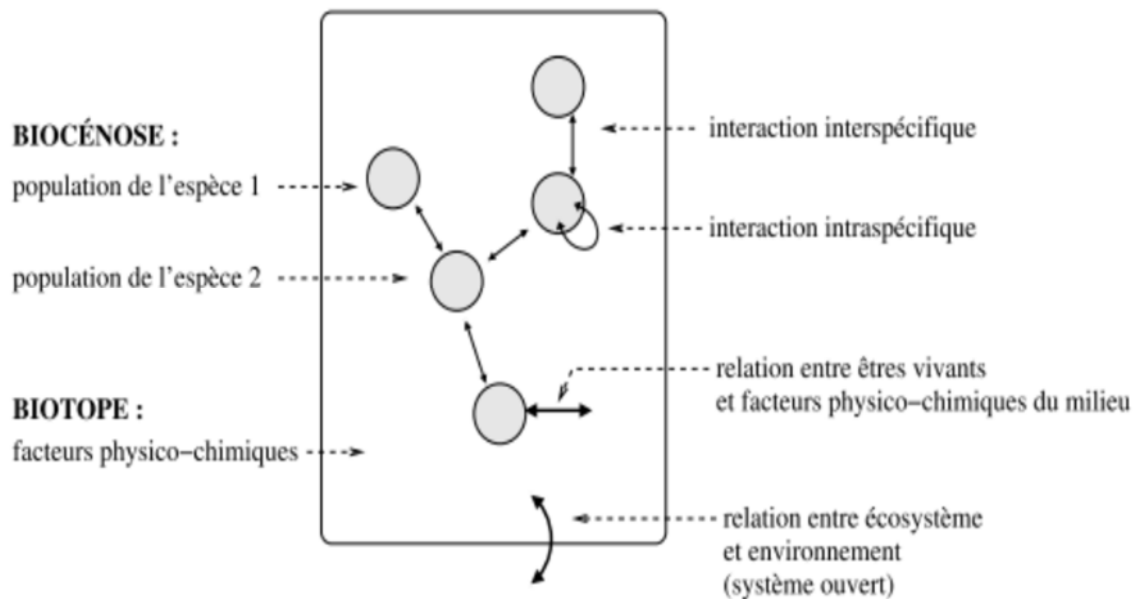 BIOCÉNOSE :
population de l'espèce 1
population de l'espèce 2
BIOTOPE :
facteurs physico-chimiques
interaction interspécifique
interaction intraspécifique
relation entre êtres vivants
et facteurs physico-chimiques du milieu
relation entre écosystème
et environnement
(système ouvert)